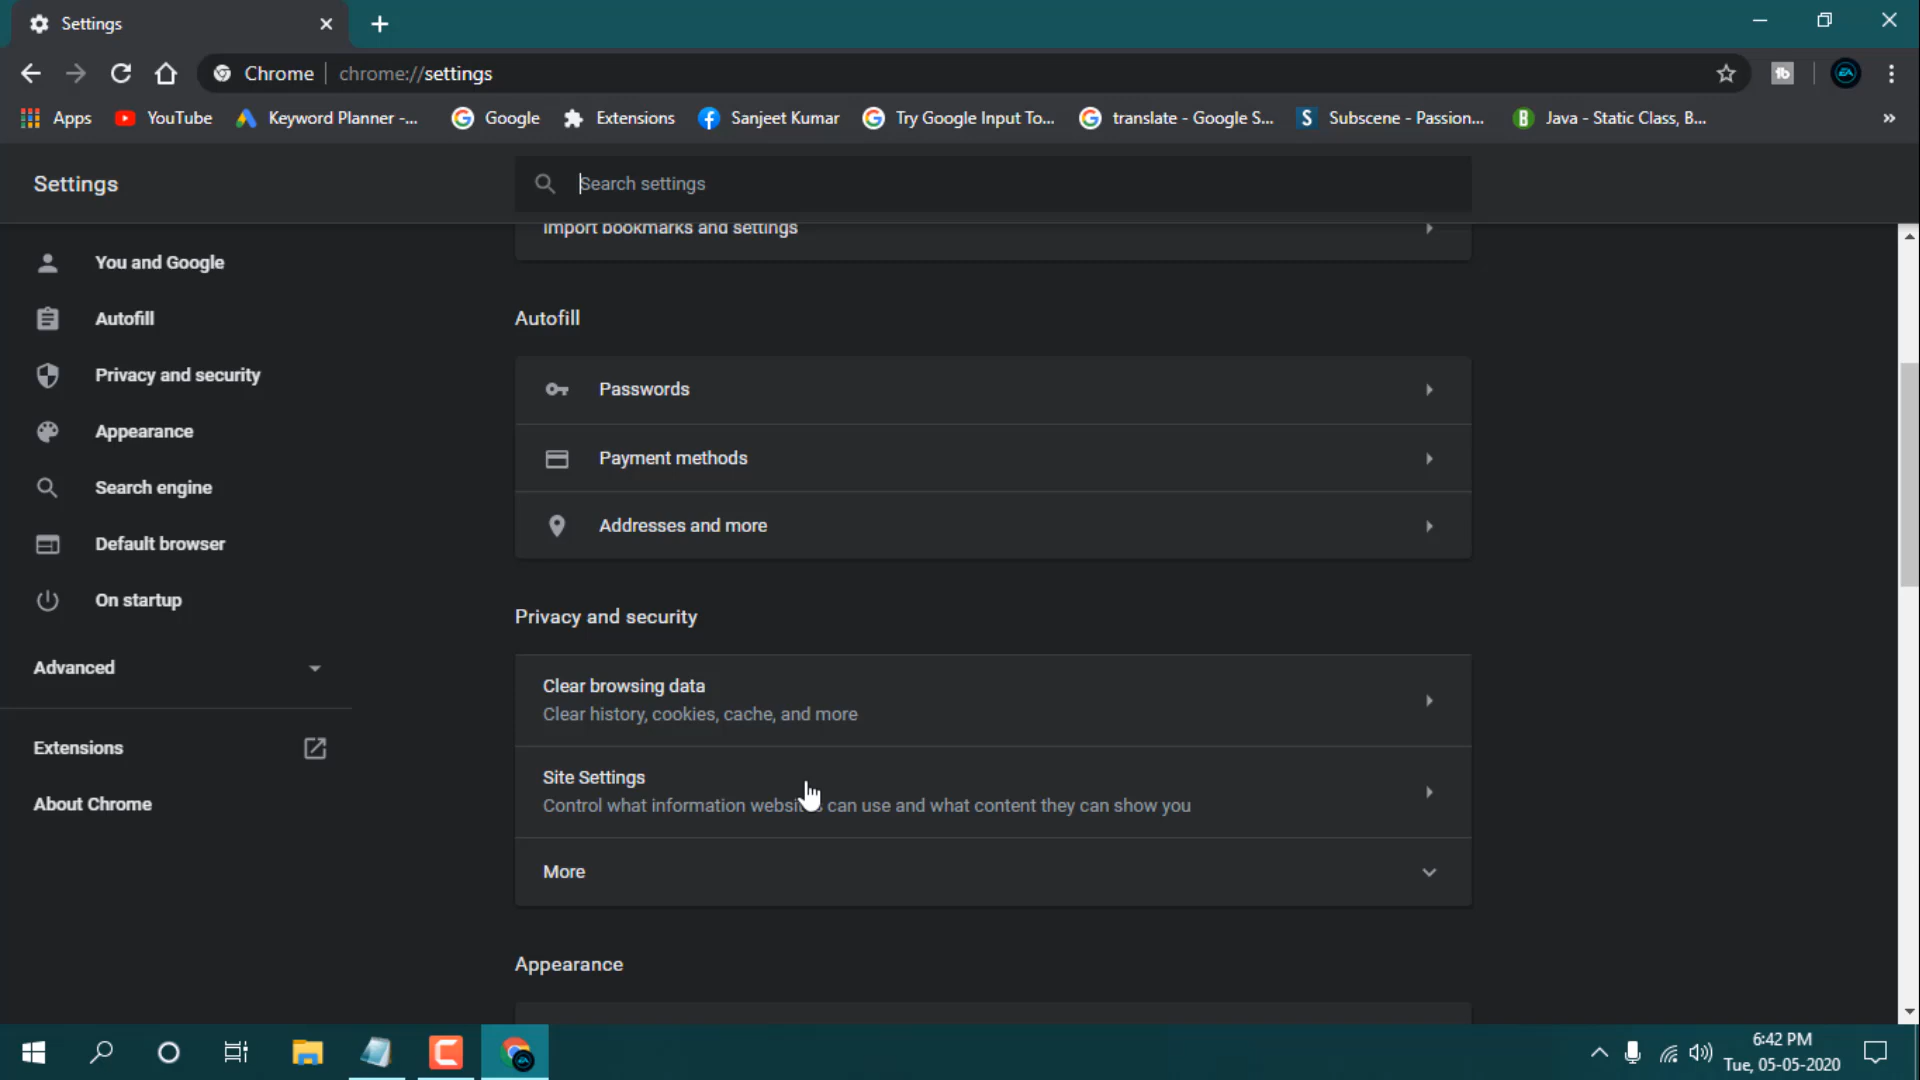 Settings
Chrome | chrome://settings
Apps YouTube Keyword Planner -... Google Extensions Sanjeet Kumar Try Google Input To... translate - Google S... Subscene - Passion... Java - Static Class, B... »
Settings
Search settings
Import bookmarks and settings
You and Google
Autofill
Privacy and security
Appearance
Search engine
Default browser
On startup
Advanced
Extensions
About Chrome
Autofill
Passwords
Payment methods
Addresses and more
Privacy and security
Clear browsing data
Clear history, cookies, cache, and more
Site Settings
Control what information websites can use and what content they can show you
More
Appearance
6:42 PM
Tue, 05-05-2020